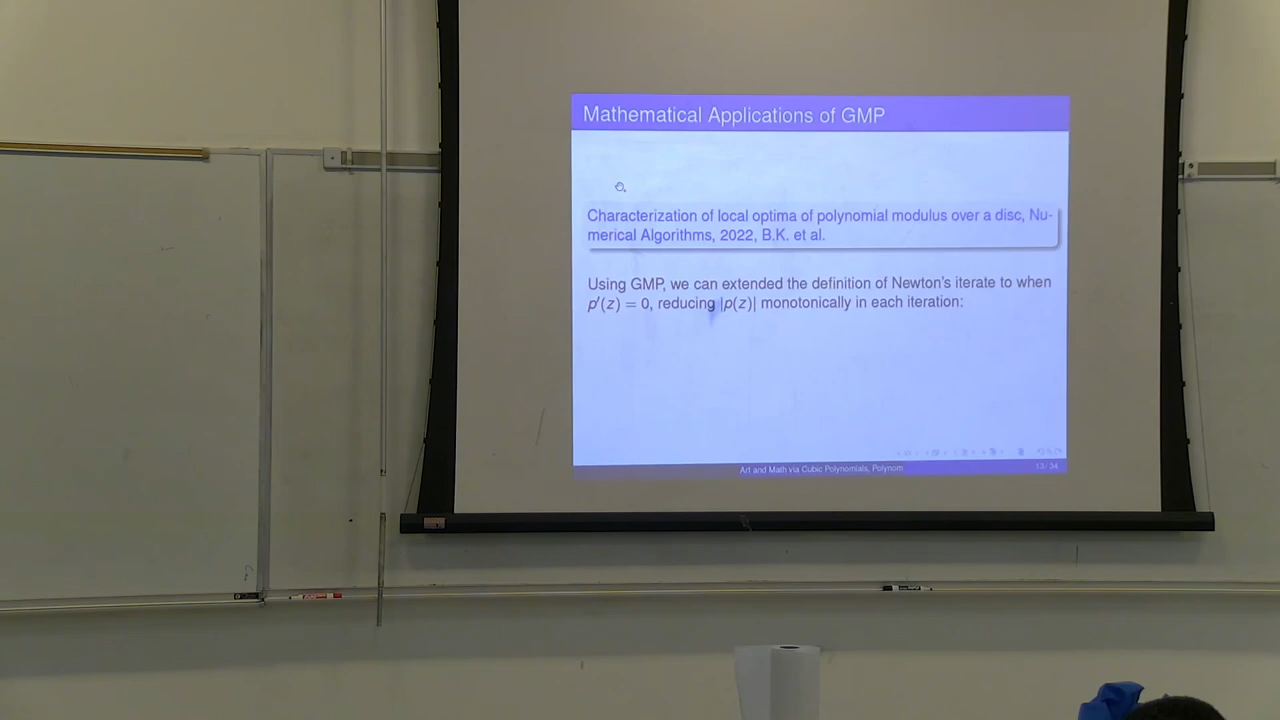 Mathematical Applications of GMP
Characterization of local optima of polynomial modulus over a disc, Nu-
merical Algorithms, 2022, B.K. et al.
Using GMP, we can extended the definition of Newton's iterate to when
p′(z) = 0, reducing |p(z)| monotonically in each iteration:
Art and Math via Cubic Polynomials, Polynom
13 / 34